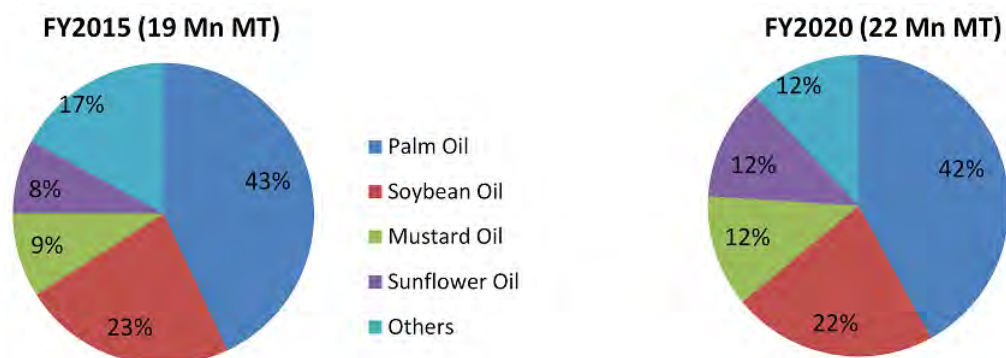 FY2015 (19 Mn MT)
17%
43%
8%
9%
23%
Palm Oil
Soybean Oil
Mustard Oil
Sunflower Oil
Others
FY2020 (22 Mn MT)
12%
42%
12%
12%
22%